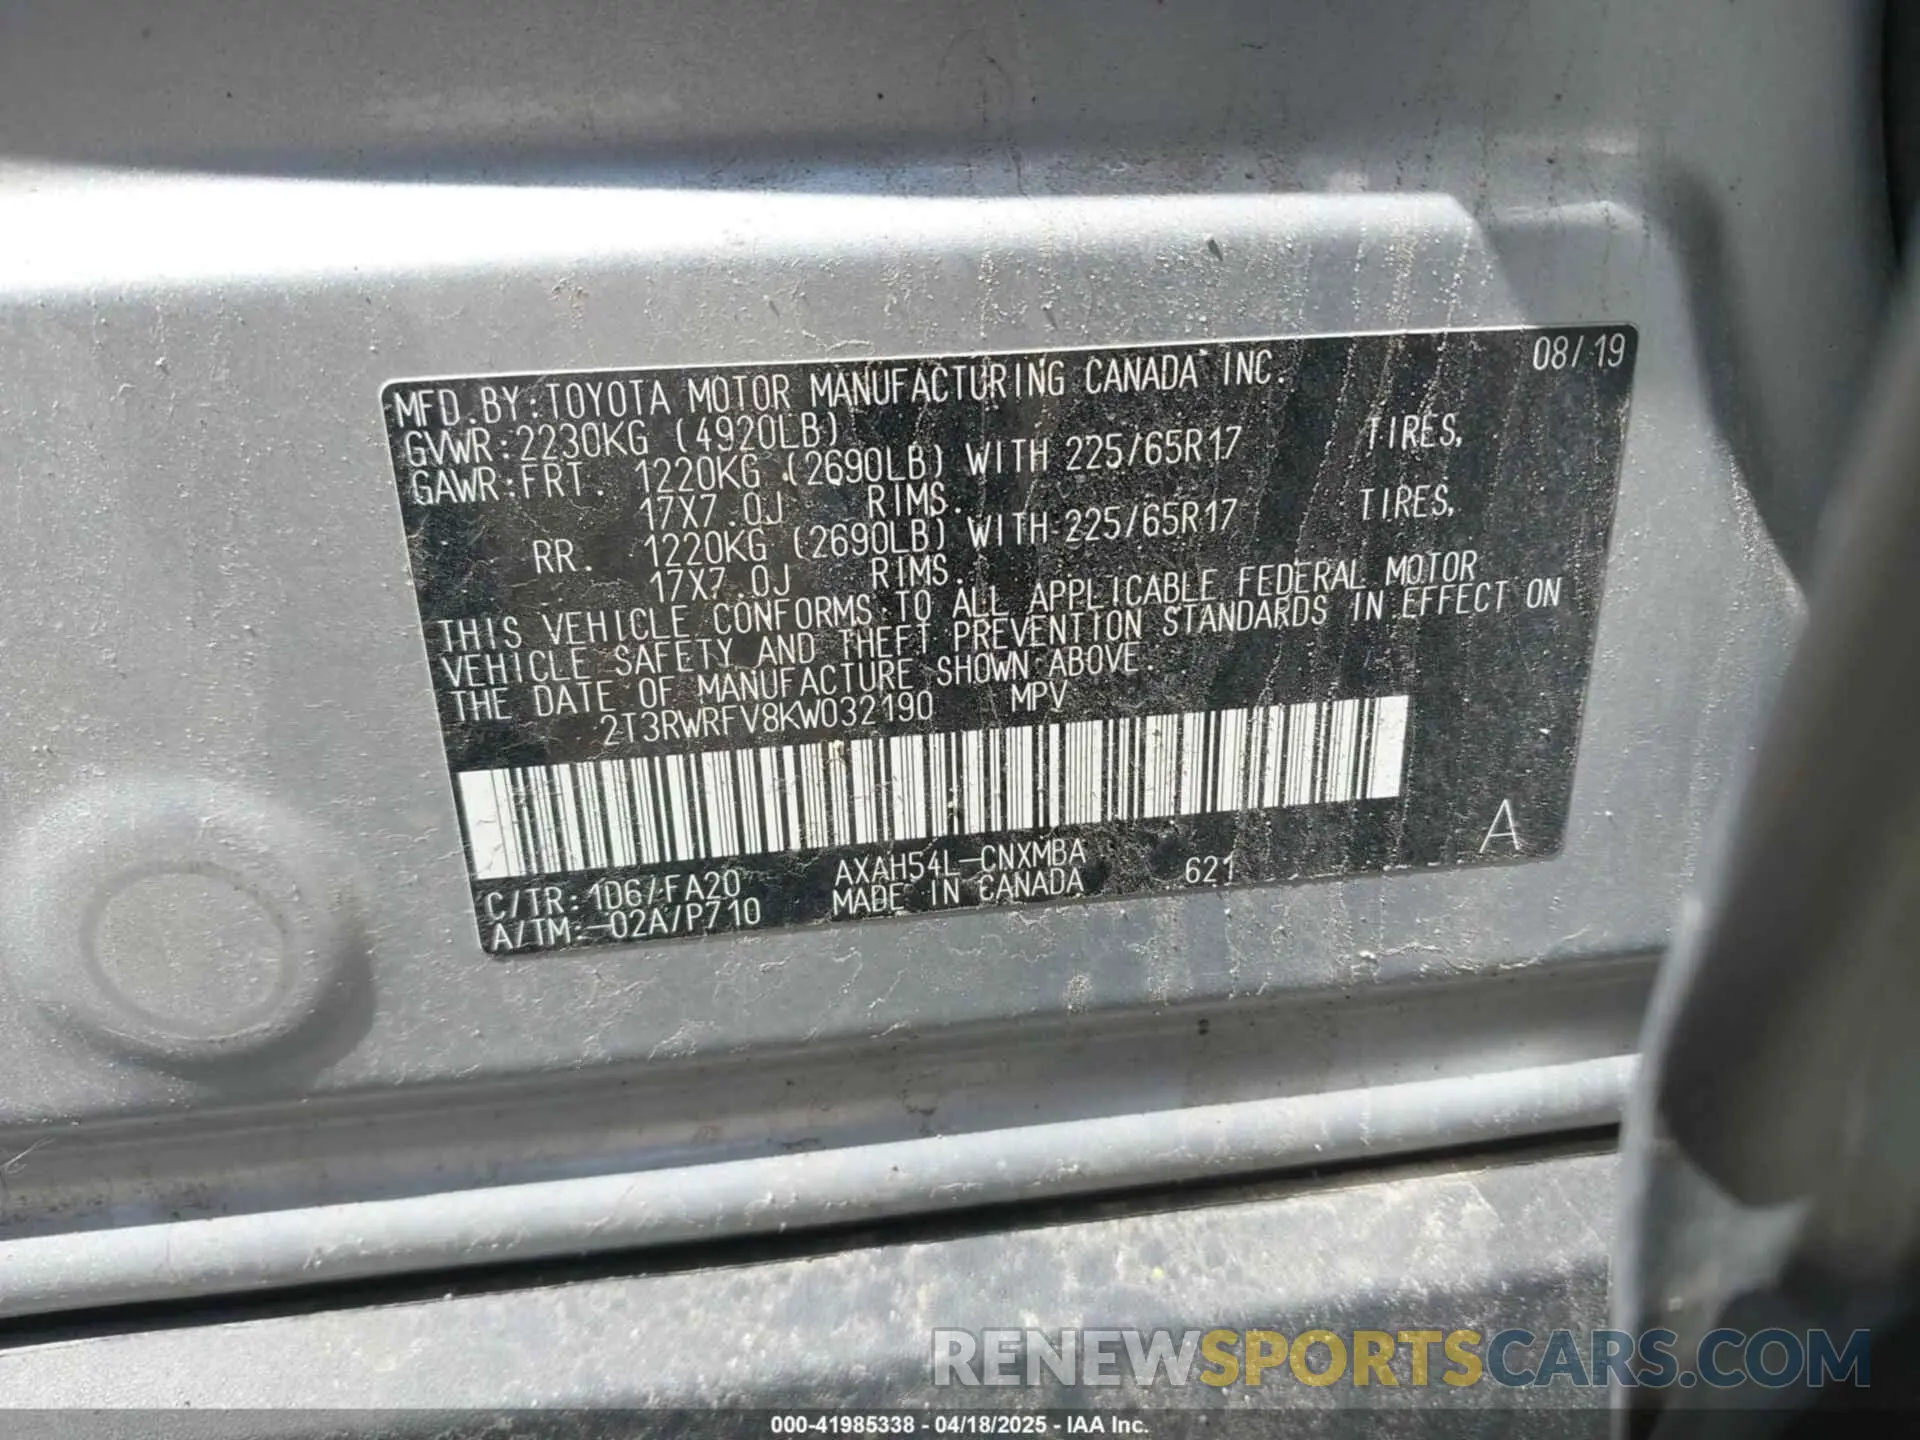 MFD.BY:TOYOTA MOTOR MANUFACTURING CANADA INC. 08/19
GVWR:2230KG (4920LB)
GAWR:FRT. 1220KG (2690LB) WITH 225/65R17 TIRES,
17X7.0J RIMS.
RR. 1220KG (2690LB) WITH 225/65R17 TIRES,
17X7.0J RIMS.
THIS VEHICLE CONFORMS TO ALL APPLICABLE FEDERAL MOTOR
VEHICLE SAFETY AND THEFT PREVENTION STANDARDS IN EFFECT ON
THE DATE OF MANUFACTURE SHOWN ABOVE.
2T3RWRFV8KW032190 MPV
A
C/TR:1D6/FA20 AXAH54L-CNXMBA 621
A/TM:-02A/P710 MADE IN CANADA
RENEWSPORTSCARS.COM
000-41985338 - 04/18/2025 - IAA Inc.